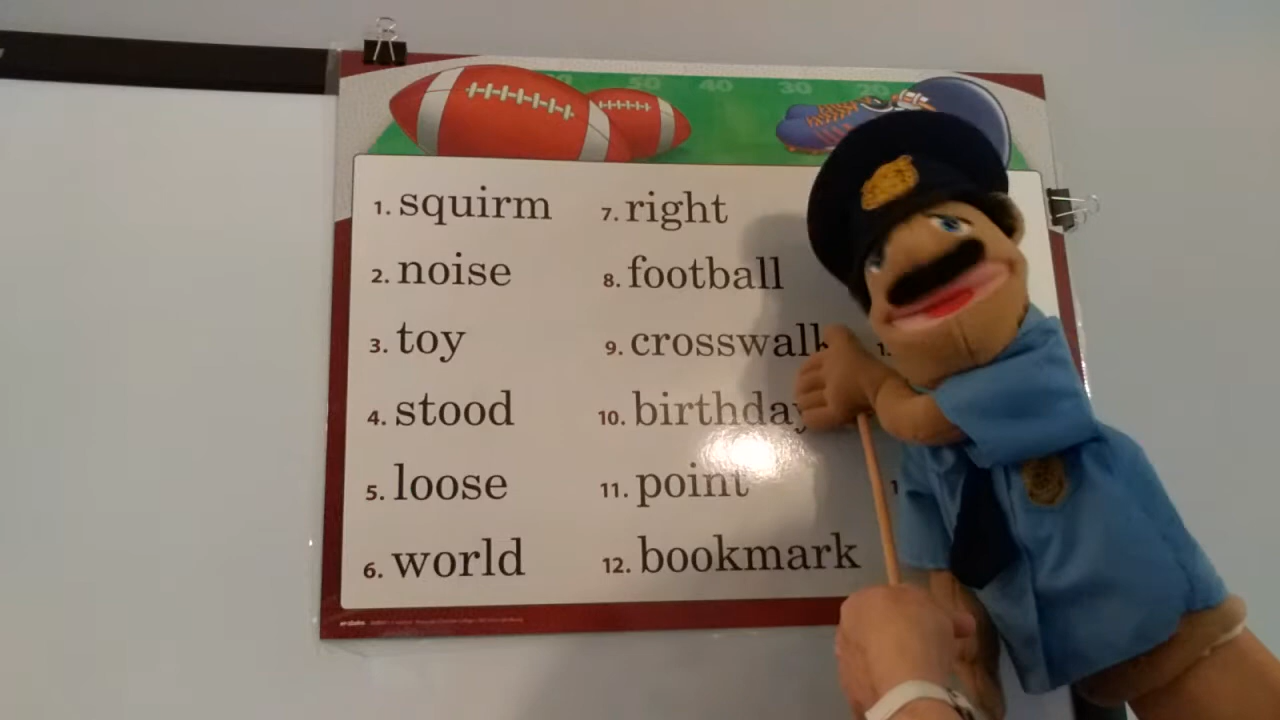 50 40 30 20
1. squirm
2. noise
3. toy
4. stood
5. loose
6. world
7. right
8. football
9. crosswalk
10. birthday
11. point
12. bookmark